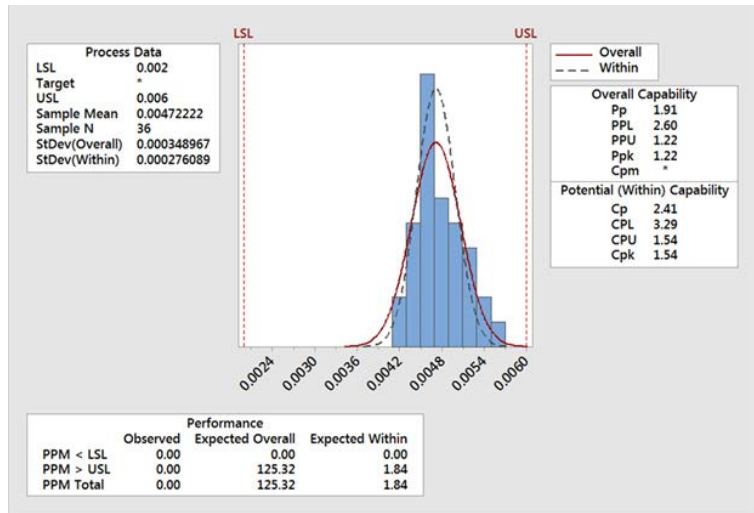 LSL
USL
Process Data
LSL 0.002
Target *
USL 0.006
Sample Mean 0.00472222
Sample N 36
StDev(Overall) 0.000348967
StDev(Within) 0.000276089
Overall
Within
Overall Capability
Pp 1.91
PPL 2.60
PPU 1.22
Ppk 1.22
Cpm *
Potential (Within) Capability
Cp 2.41
CPL 3.29
CPU 1.54
Cpk 1.54
0.0024 0.0030 0.0036 0.0042 0.0048 0.0054 0.0060
Performance
Observed Expected Overall Expected Within
PPM < LSL 0.00 0.00 0.00
PPM > USL 0.00 125.32 1.84
PPM Total 0.00 125.32 1.84